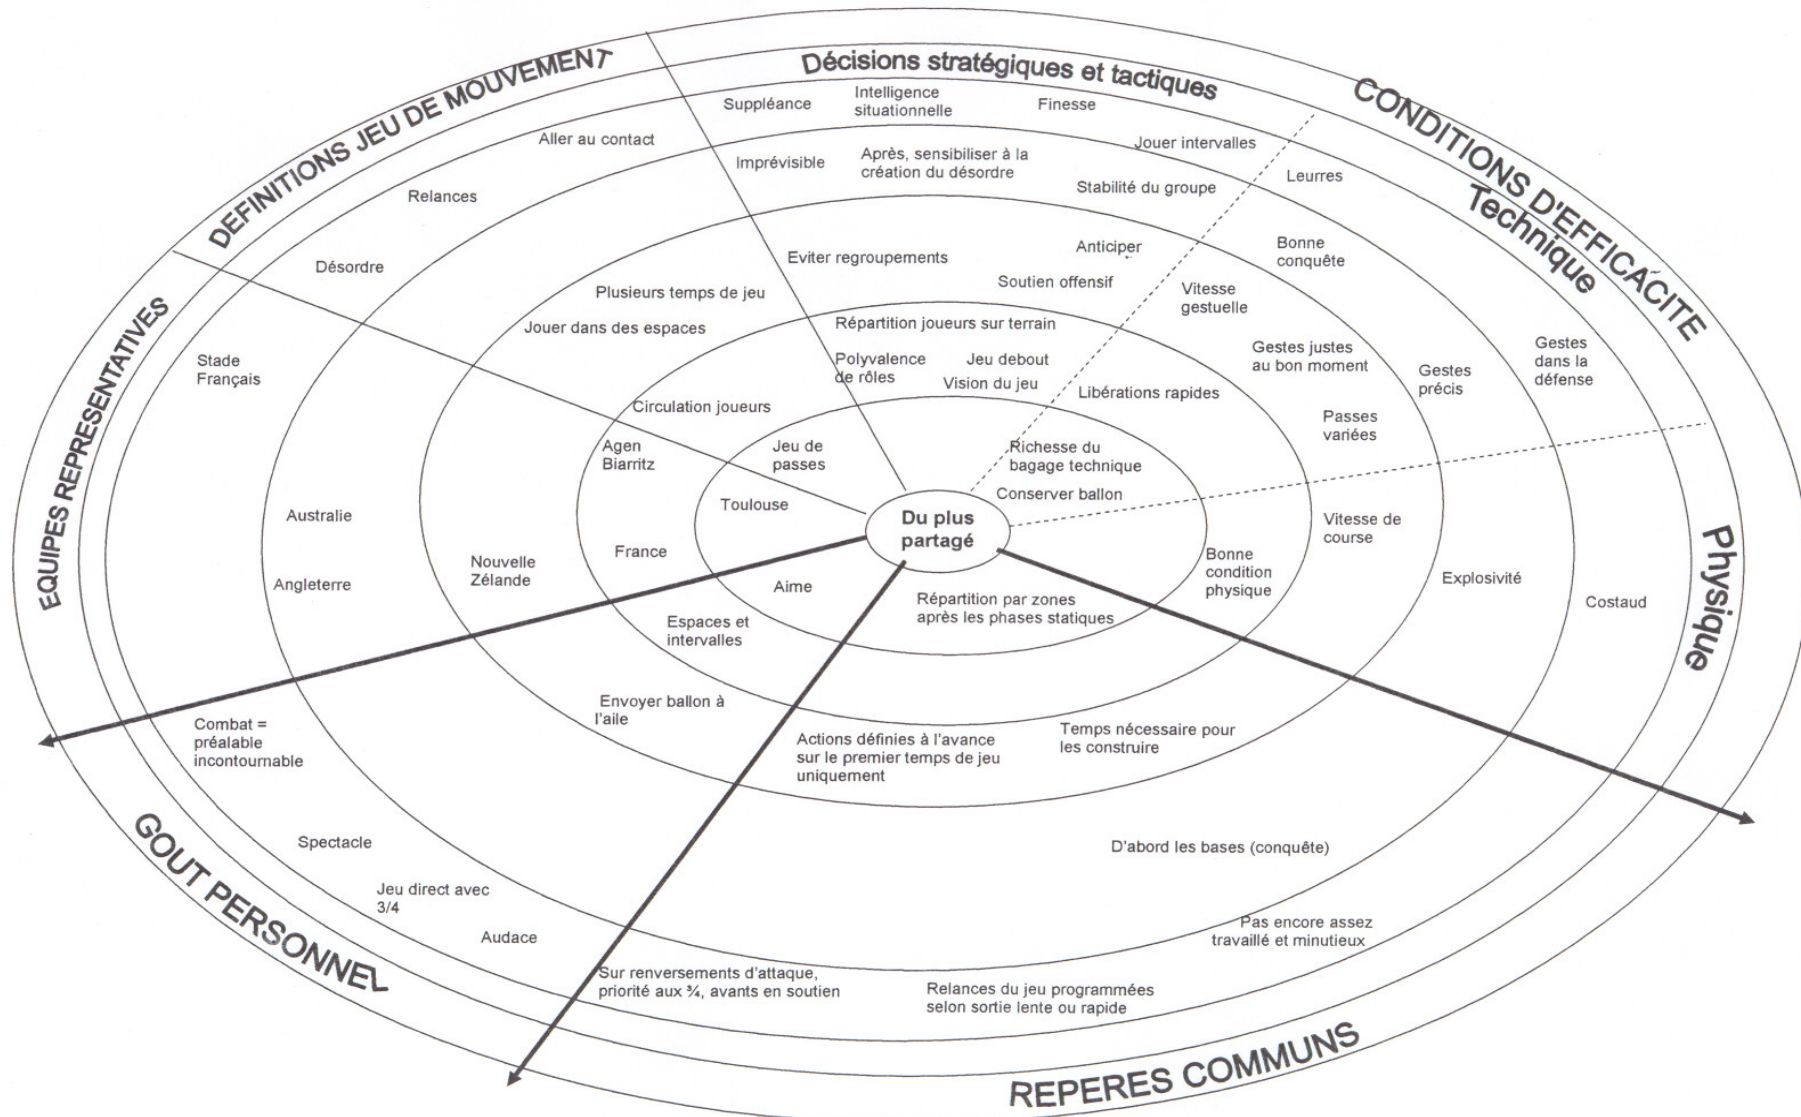 DEFINITIONS JEU DE MOUVEMENT
Décisions stratégiques et tactiques
CONDITIONS D'EFFICACITE
Technique
Physique
EQUIPES REPRESENTATIVES
GOUT PERSONNEL
REPERES COMMUNS
Suppléance
Intelligence
situationnelle
Finesse
Aller au contact
Imprévisible
Après, sensibiliser à la
création du désordre
Jouer intervalles
Leurres
Stabilité du groupe
Relances
Désordre
Eviter regroupements
Anticiper
Bonne
conquête
Soutien offensif
Plusieurs temps de jeu
Vitesse
gestuelle
Jouer dans des espaces
Répartition joueurs sur terrain
Stade
Français
Polyvalence
de rôles
Jeu debout
Vision du jeu
Gestes justes
au bon moment
Gestes
dans la
défense
Gestes
précis
Libérations rapides
Circulation joueurs
Passes
variées
Agen
Biarritz
Jeu de
passes
Richesse du
bagage technique
Conserver ballon
Toulouse
Du plus
partagé
Australie
Vitesse de
course
France
Nouvelle
Zélande
Angleterre
Aime
Bonne
condition
physique
Explosivité
Costaud
Répartition par zones
après les phases statiques
Espaces et
intervalles
Envoyer ballon à
l'aile
Combat =
préalable
incontournable
Actions définies à l'avance
sur le premier temps de jeu
uniquement
Temps nécessaire pour
les construire
Spectacle
D'abord les bases (conquête)
Jeu direct avec
3/4
Audace
Pas encore assez
travaillé et minutieux
Sur renversements d'attaque,
priorité aux ¾, avants en soutien
Relances du jeu programmées
selon sortie lente ou rapide